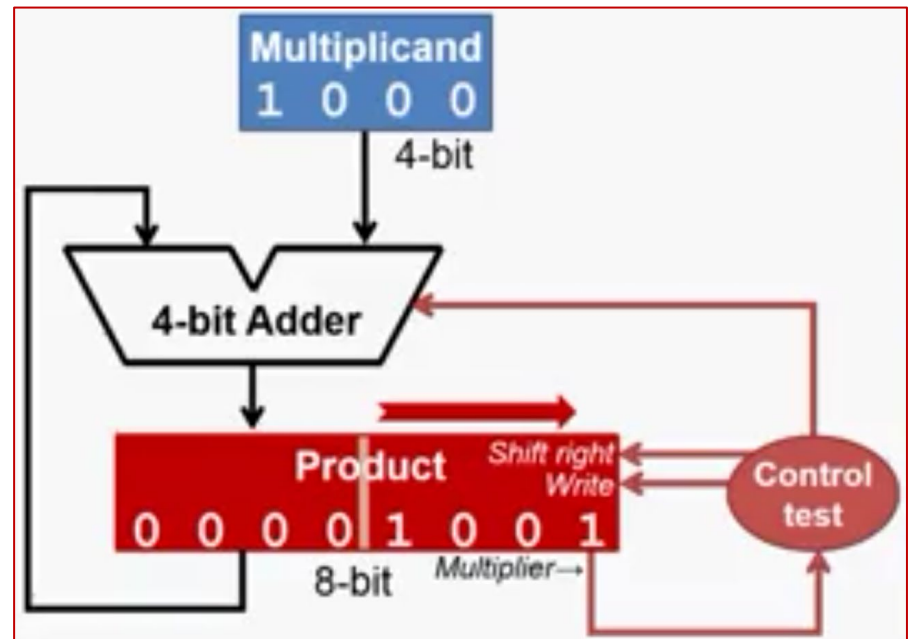 Multiplicand
1 0 0 0
4-bit
4-bit Adder
Product
Shift right
Write
Control
test
0 0 0 0 1 0 0 1
8-bit
Multiplier→